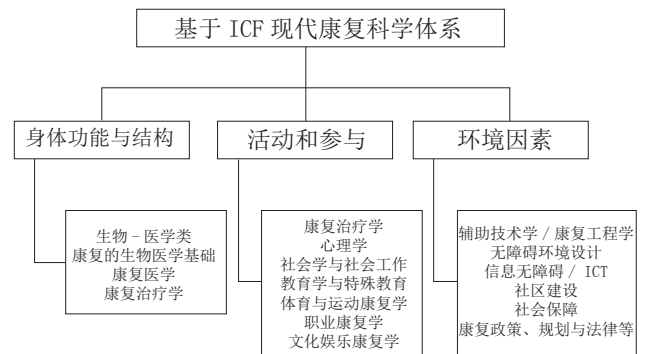 基于 ICF 现代康复科学体系
身体功能与结构
活动和参与
环境因素
生物－医学类
康复的生物医学基础
康复医学
康复治疗学
康复治疗学
心理学
社会学与社会工作
教育学与特殊教育
体育与运动康复学
职业康复学
文化娱乐康复学
辅助技术学 / 康复工程学
无障碍环境设计
信息无障碍 / ICT
社区建设
社会保障
康复政策、规划与法律等